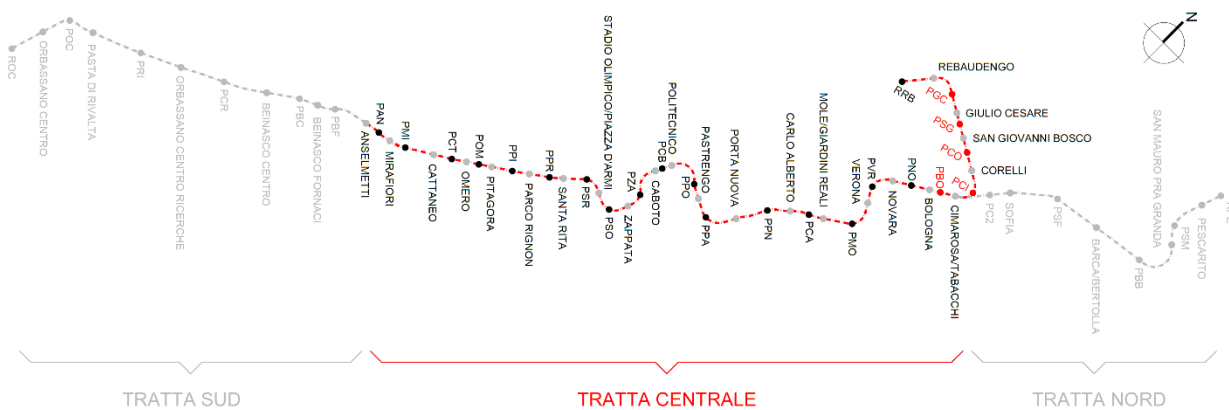 ROC
ORBASSANO CENTRO
POC
PASTA DI RIVALTA
PRI
ORBASSANO CENTRO RICERCHE
PCR
BEINASCO CENTRO
PBC
BEINASCO FORNACI
PBF
ANSELMETTI
PAN
MIRAFIORI
PMI
CATTANEO
PCT
OMERO
POM
PITAGORA
PPI
PARCO RIGNON
PPR
SANTA RITA
PSR
STADIO OLIMPICO/PIAZZA D'ARMI
PSO
ZAPPATA
PZA
CABOTO
PCB
POLITECNICO
PPO
PASTRENGO
PPA
PORTA NUOVA
PPN
CARLO ALBERTO
PCA
MOLE/GIARDINI REALI
PMO
VERONA
PVR
NOVARA
PNO
BOLOGNA
PBO
CIMAROSA/TABACCHI
PCI
CORELLI
PCO
SAN GIOVANNI BOSCO
PSG
GIULIO CESARE
PGC
REBAUDENGO
RRB
PC2
SOFIA
PSF
BARCA/BERTOLLA
PBB
SAN MAURO PRA GRANDA
PSM
PESCARITO
N
TRATTA SUD
TRATTA CENTRALE
TRATTA NORD